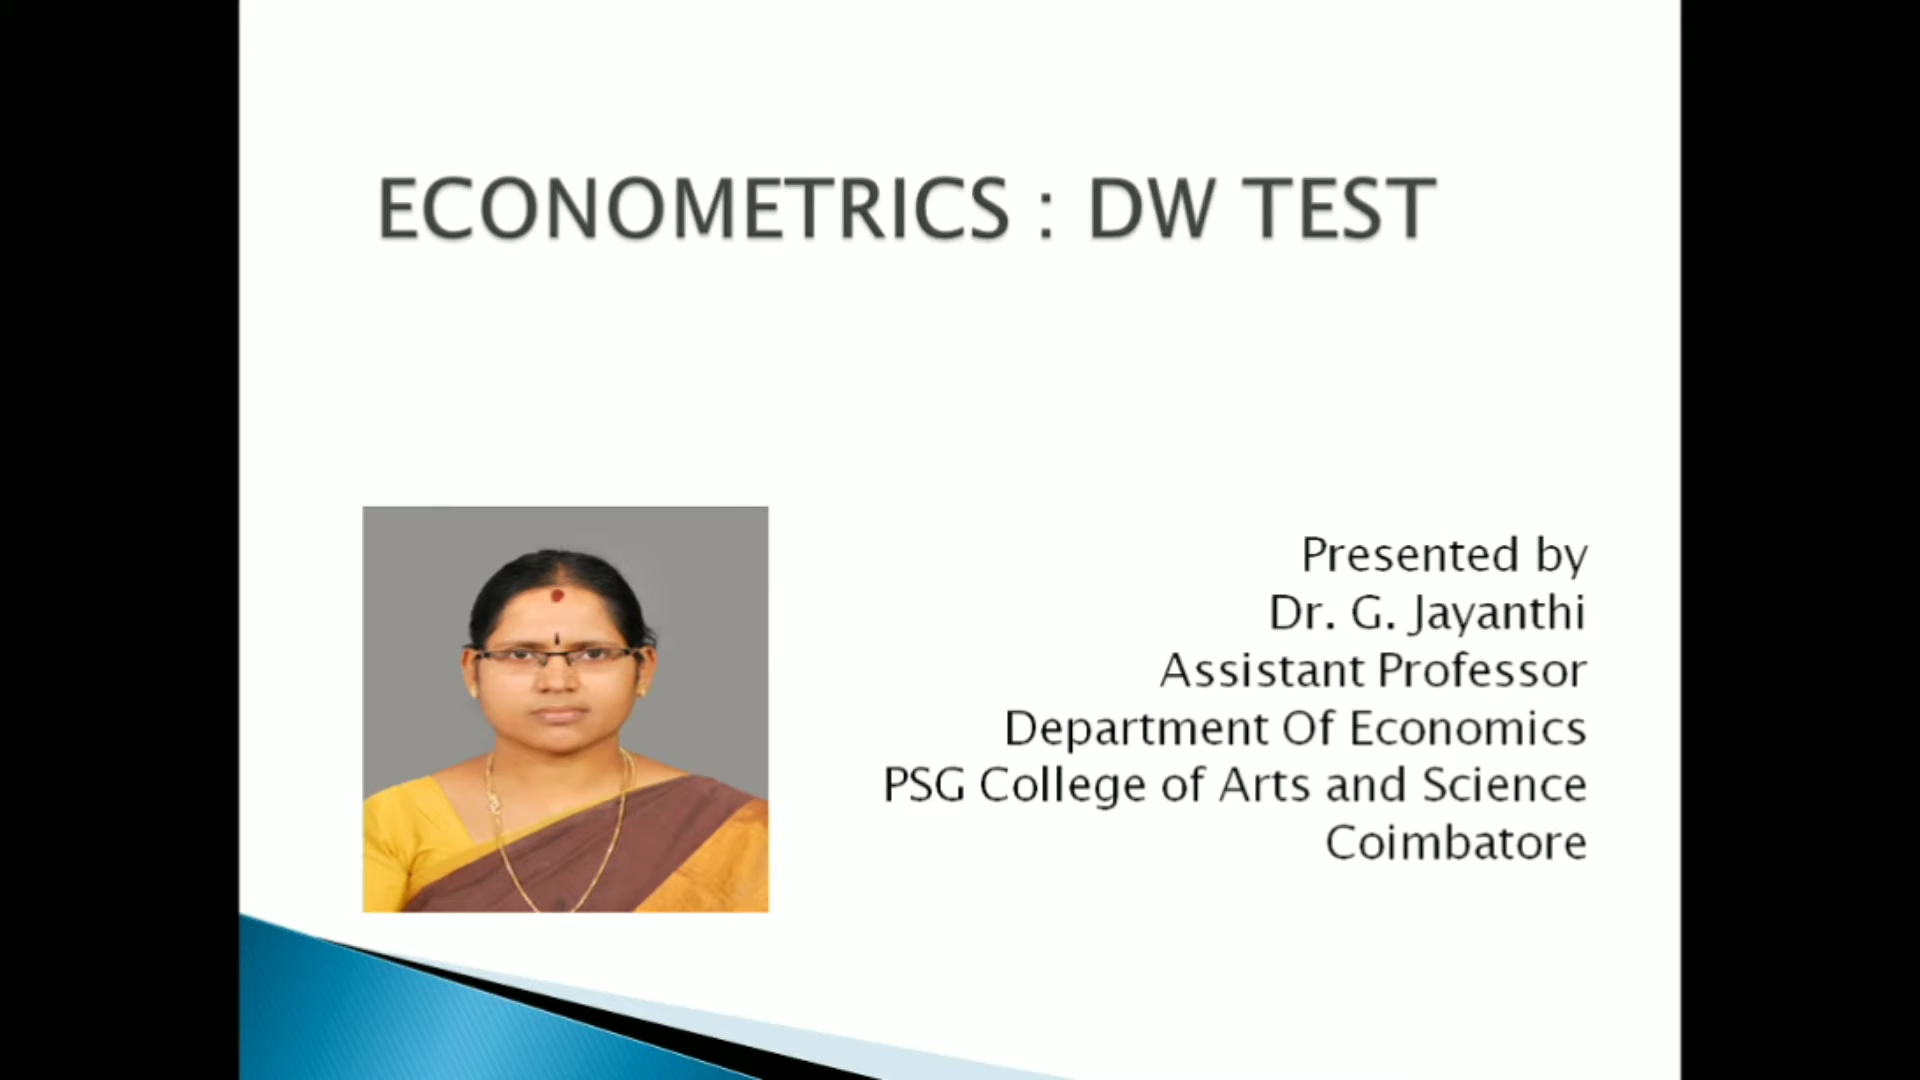 ECONOMETRICS : DW TEST
Presented by
Dr. G. Jayanthi
Assistant Professor
Department Of Economics
PSG College of Arts and Science
Coimbatore